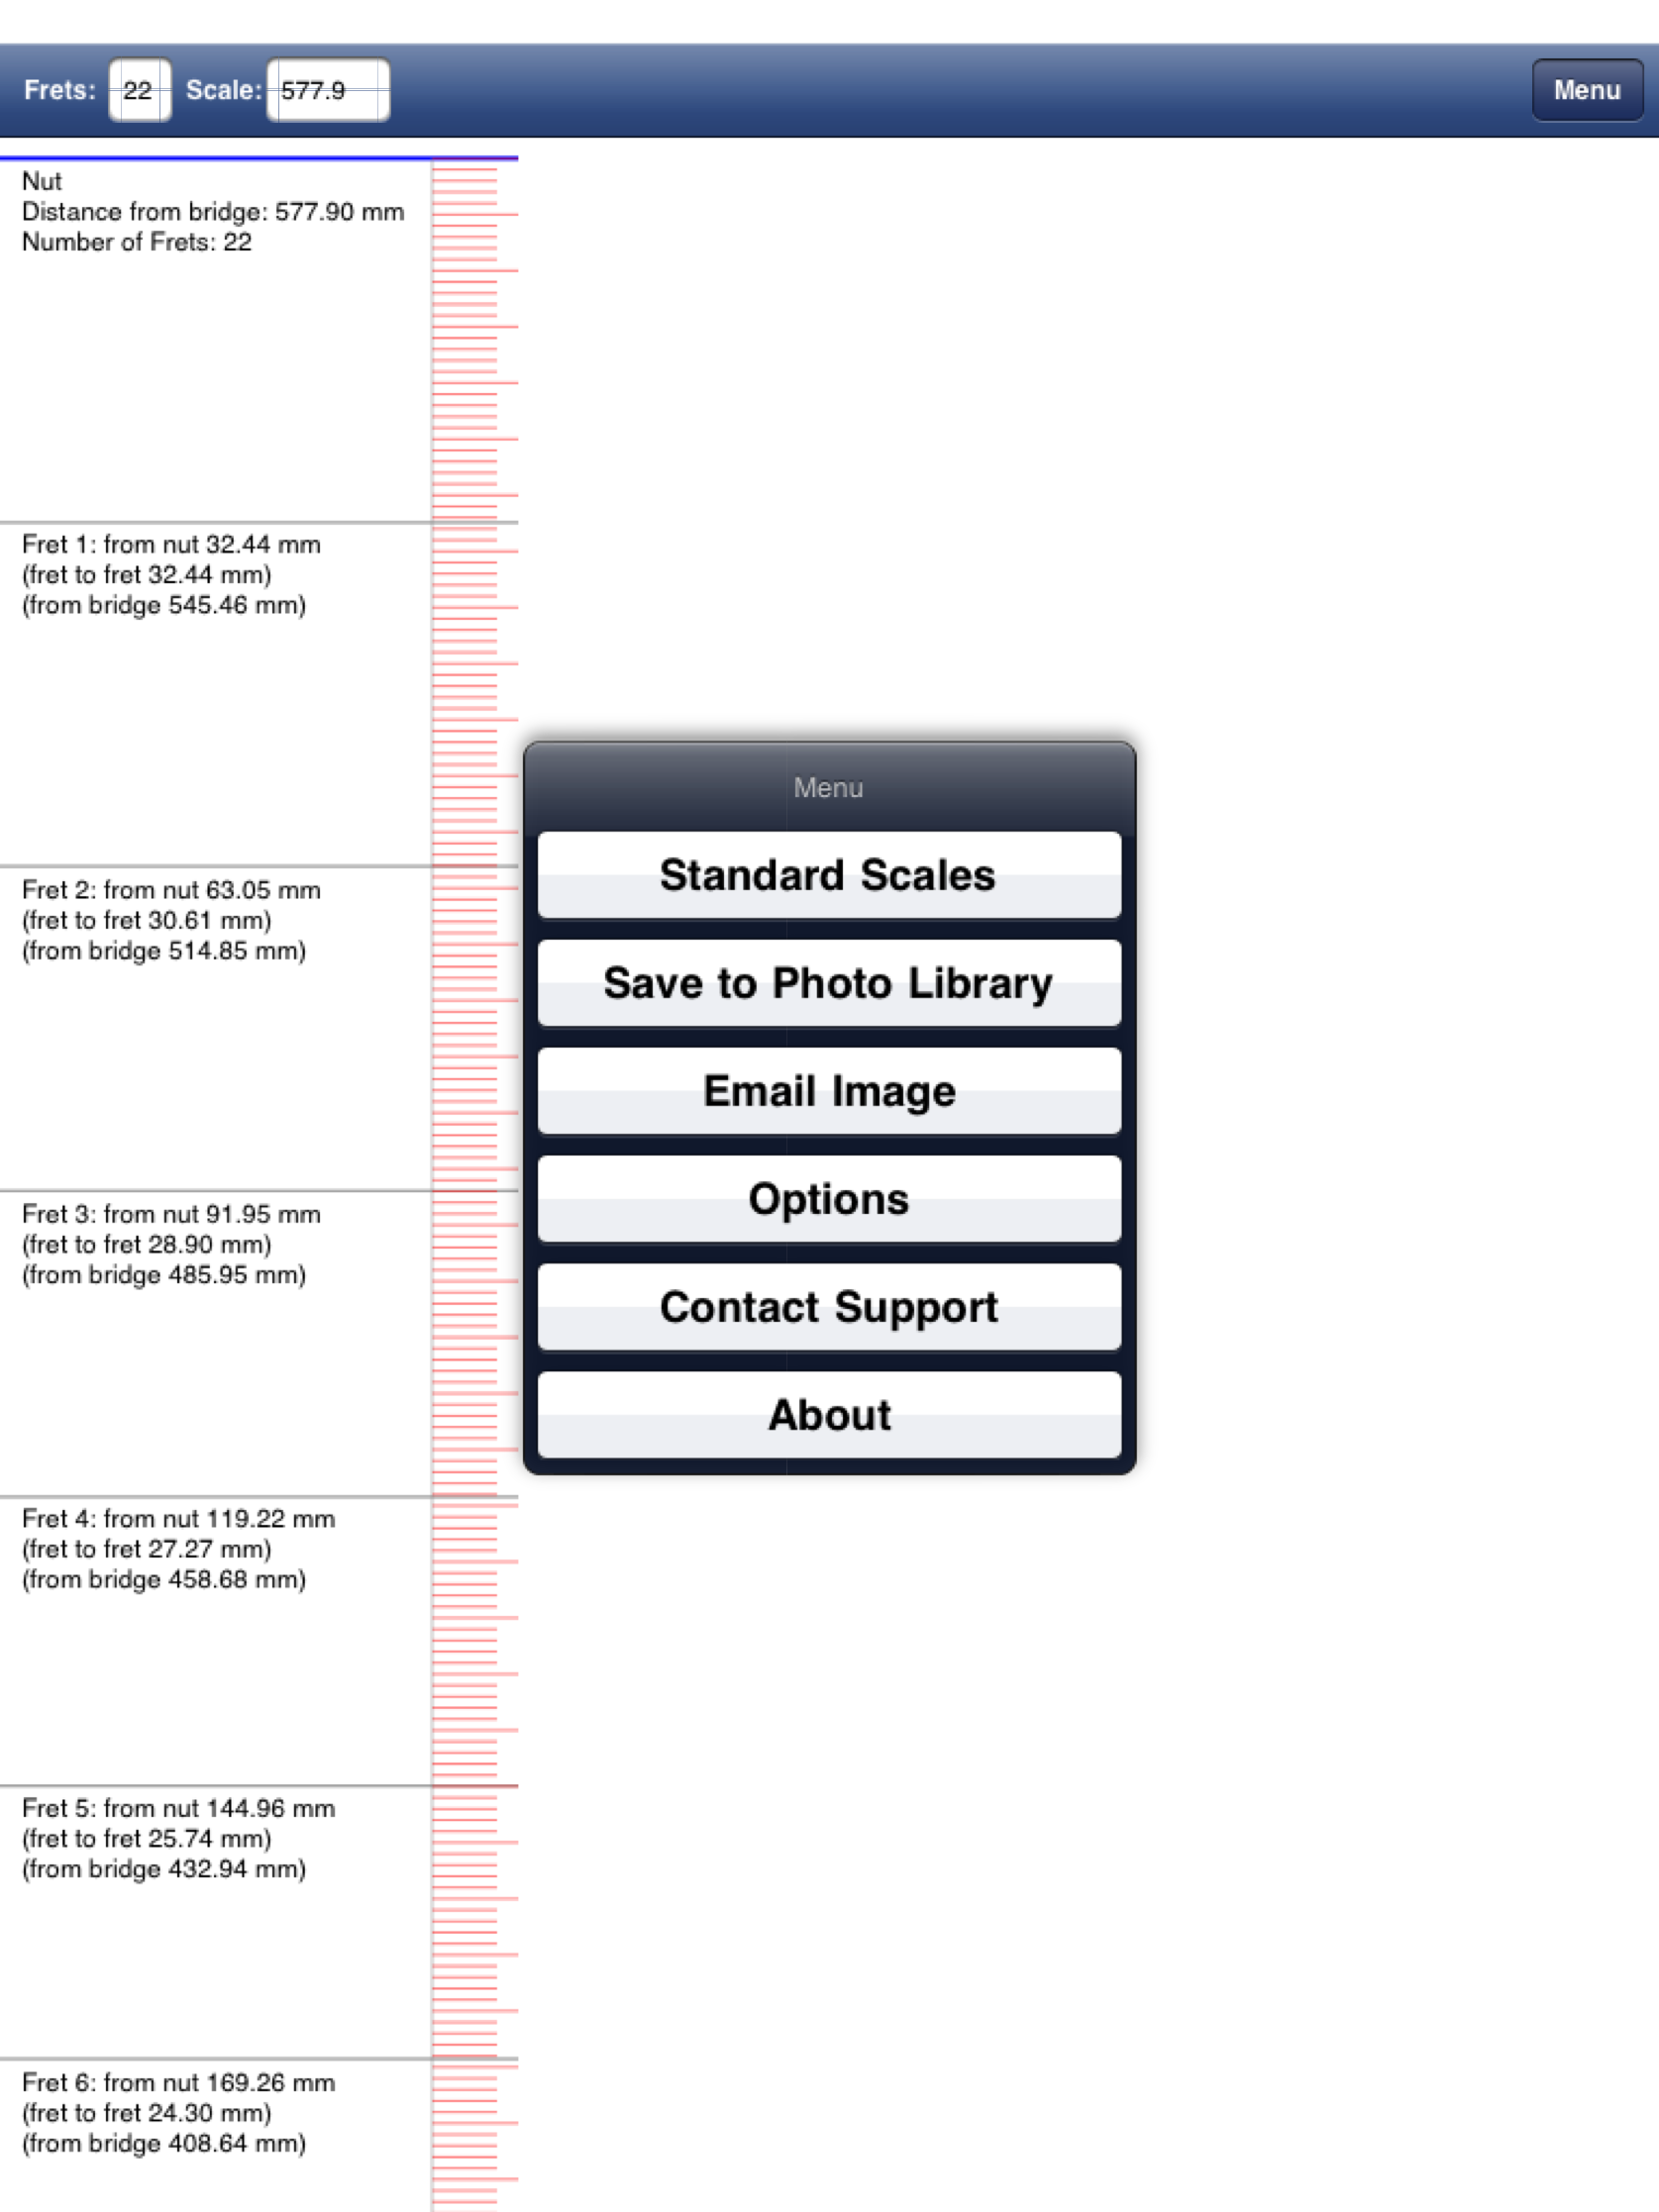 Frets: 22 Scale: 577.9 Menu
Nut
Distance from bridge: 577.90 mm
Number of Frets: 22
Fret 1: from nut 32.44 mm
(fret to fret 32.44 mm)
(from bridge 545.46 mm)
Fret 2: from nut 63.05 mm
(fret to fret 30.61 mm)
(from bridge 514.85 mm)
Fret 3: from nut 91.95 mm
(fret to fret 28.90 mm)
(from bridge 485.95 mm)
Fret 4: from nut 119.22 mm
(fret to fret 27.27 mm)
(from bridge 458.68 mm)
Fret 5: from nut 144.96 mm
(fret to fret 25.74 mm)
(from bridge 432.94 mm)
Fret 6: from nut 169.26 mm
(fret to fret 24.30 mm)
(from bridge 408.64 mm)
Menu
Standard Scales
Save to Photo Library
Email Image
Options
Contact Support
About